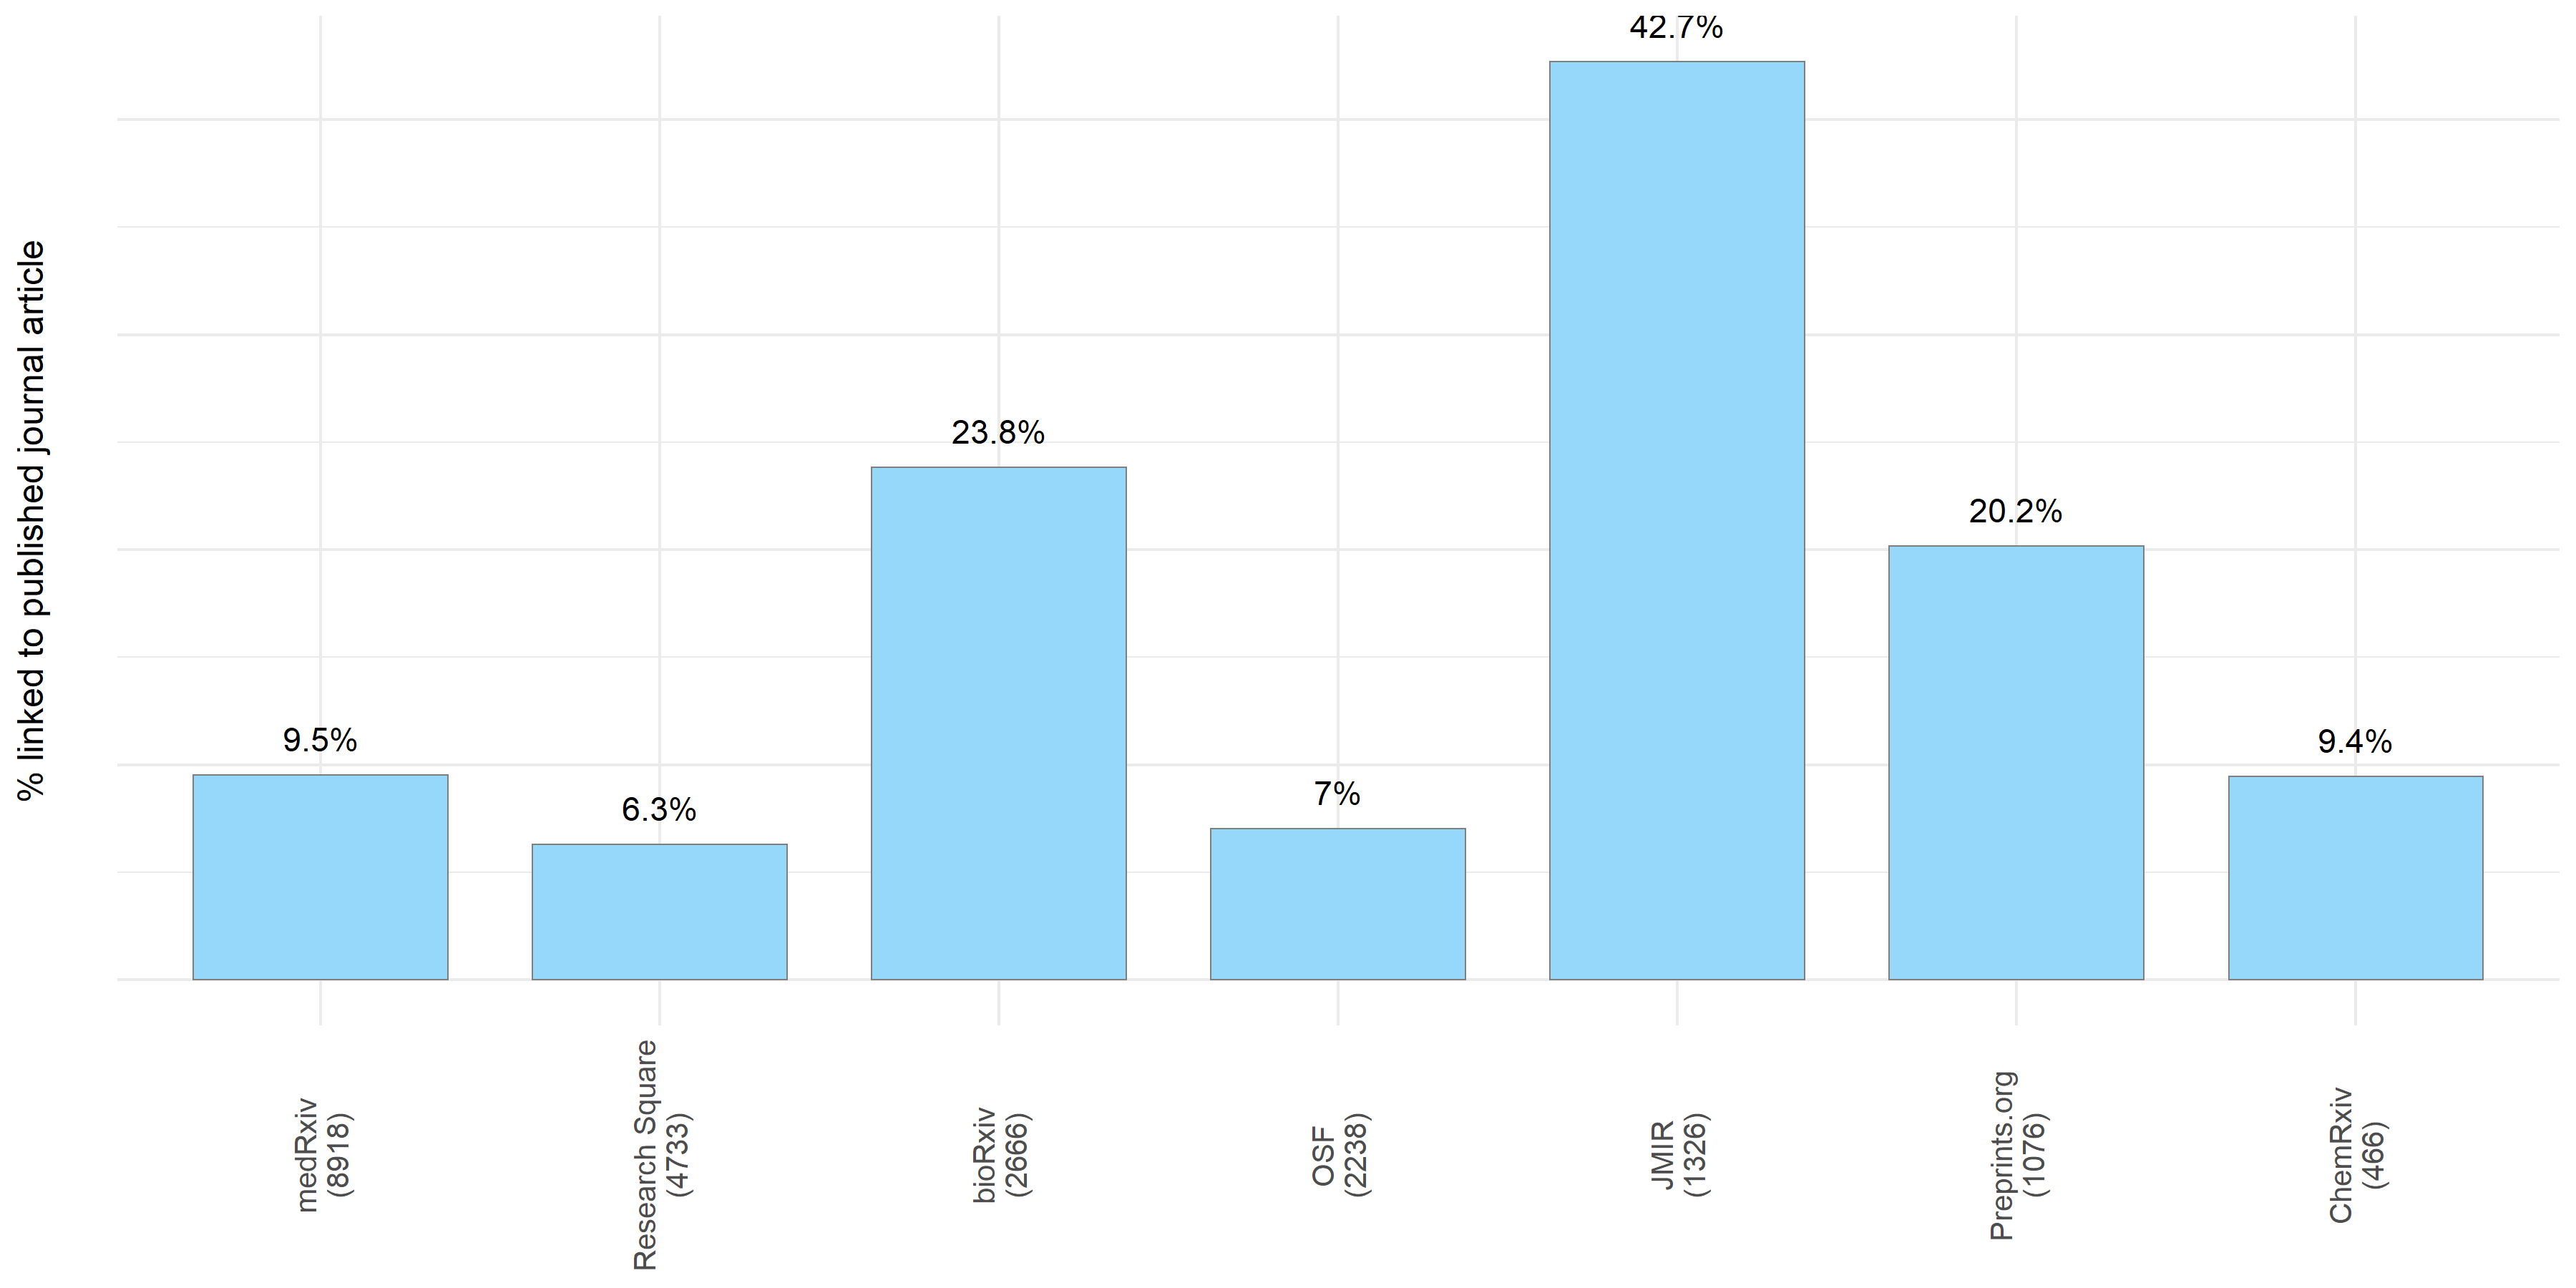 % linked to published journal article
42.7%
23.8%
20.2%
9.5%
9.4%
7%
6.3%
medRxiv
(8918)
Research Square
(4733)
bioRxiv
(2666)
OSF
(2238)
JMIR
(1326)
Preprints.org
(1076)
ChemRxiv
(466)